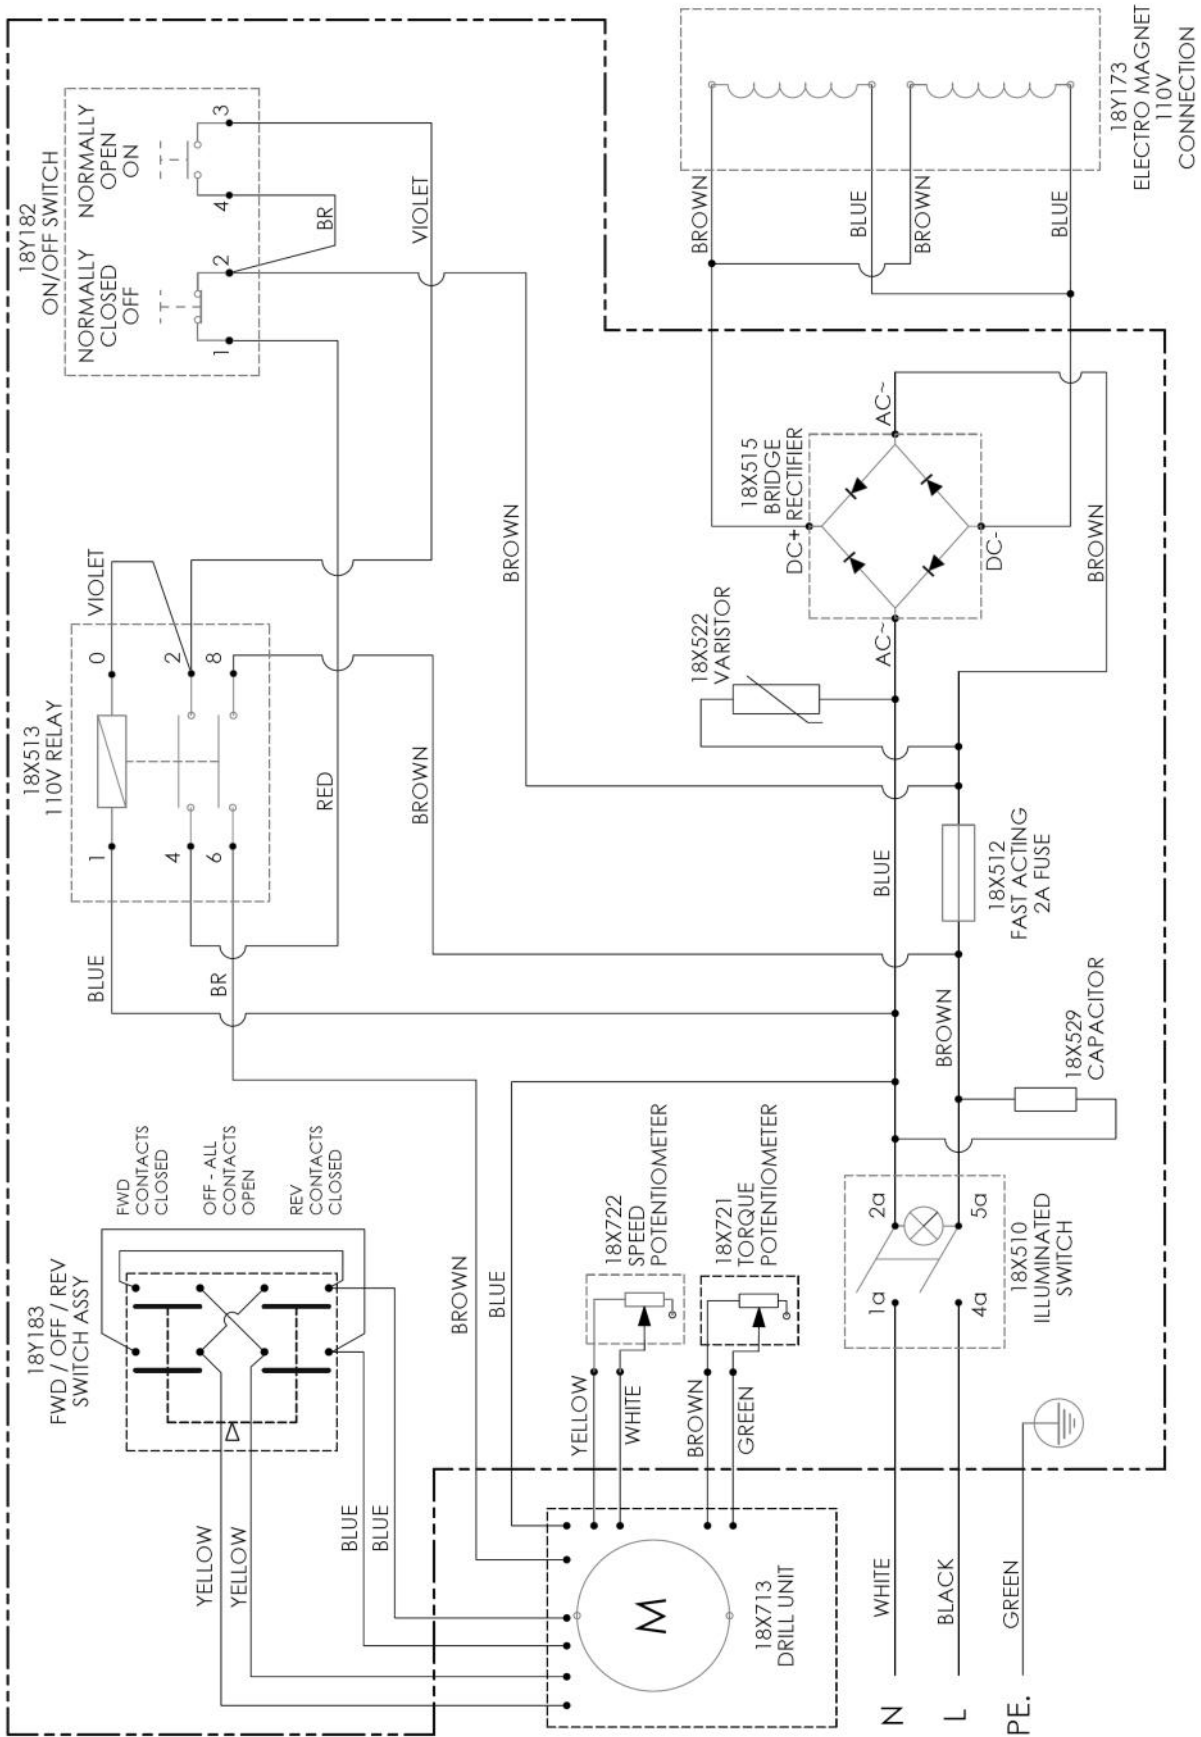 18Y183
FWD / OFF / REV
SWITCH ASSY
FWD
CONTACTS
CLOSED
OFF - ALL
CONTACTS
OPEN
REV
CONTACTS
CLOSED
YELLOW
YELLOW
BLUE
BLUE
18X513
110V RELAY
1
0
4
2
6
8
BLUE
BR
VIOLET
RED
BROWN
18Y182
ON/OFF SWITCH
NORMALLY
CLOSED
OFF
NORMALLY
OPEN
ON
1
2
4
3
BR
VIOLET
BROWN
BROWN
BLUE
M
18X713
DRILL UNIT
YELLOW
WHITE
18X722
SPEED
POTENTIOMETER
BROWN
GREEN
18X721
TORQUE
POTENTIOMETER
N
L
PE.
WHITE
BLACK
GREEN
1a
2a
4a
5a
18X510
ILLUMINATED
SWITCH
BROWN
18X529
CAPACITOR
BLUE
18X512
FAST ACTING
2A FUSE
18X522
VARISTOR
18X515
BRIDGE
RECTIFIER
AC~
AC~
DC+
DC-
BROWN
BROWN
BLUE
BROWN
BLUE
18Y173
ELECTRO MAGNET
110V
CONNECTION